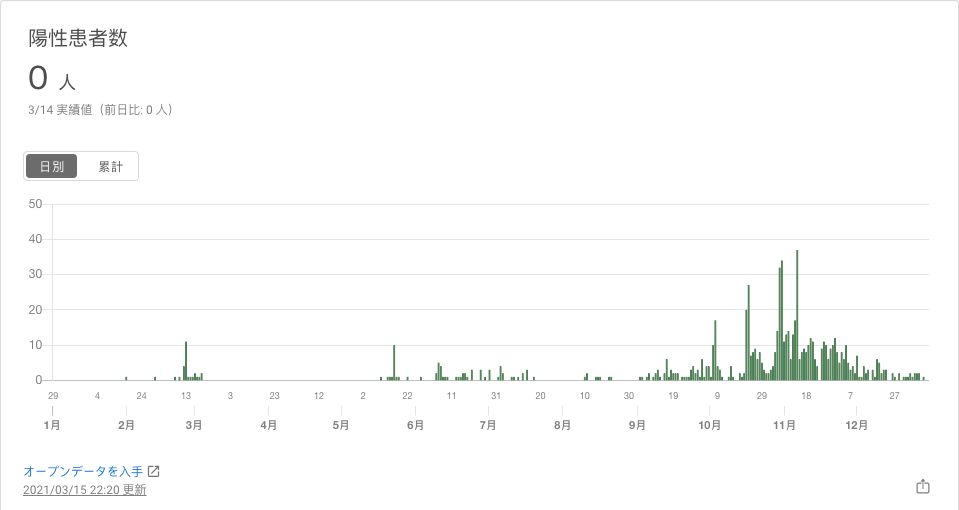 陽性患者数
0 人
3/14 実績値（前日比: 0 人）
日別 累計
50
40
30
20
10
0
29 4 24 13 3 23 12 2 22 11 31 20 10 30 19 9 29 18 7 27
1月 2月 3月 4月 5月 6月 7月 8月 9月 10月 11月 12月
オープンデータを入手
2021/03/15 22:20 更新